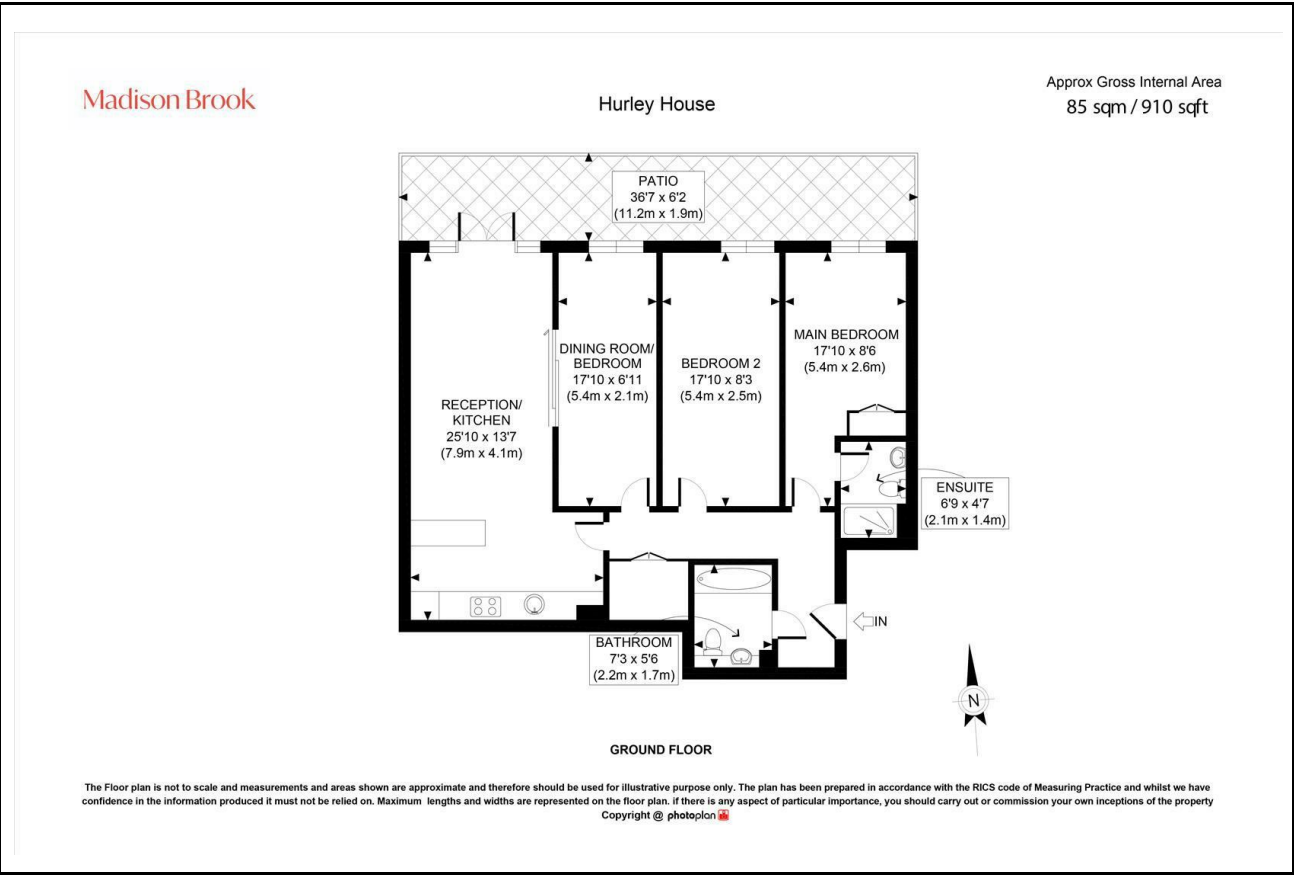 Madison Brook
Hurley House
Approx Gross Internal Area
85 sqm / 910 sqft
PATIO
36'7 x 6'2
(11.2m x 1.9m)
RECEPTION/
KITCHEN
25'10 x 13'7
(7.9m x 4.1m)
DINING ROOM/
BEDROOM
17'10 x 6'11
(5.4m x 2.1m)
BEDROOM 2
17'10 x 8'3
(5.4m x 2.5m)
MAIN BEDROOM
17'10 x 8'6
(5.4m x 2.6m)
ENSUITE
6'9 x 4'7
(2.1m x 1.4m)
IN
BATHROOM
7'3 x 5'6
(2.2m x 1.7m)
N
GROUND FLOOR
The Floor plan is not to scale and measurements and areas shown are approximate and therefore should be used for illustrative purpose only. The plan has been prepared in accordance with the RICS code of Measuring Practice and whilst we have
confidence in the information produced it must not be relied on. Maximum lengths and widths are represented on the floor plan. if there is any aspect of particular importance, you should carry out or commission your own inceptions of the property
Copyright @ photoplan